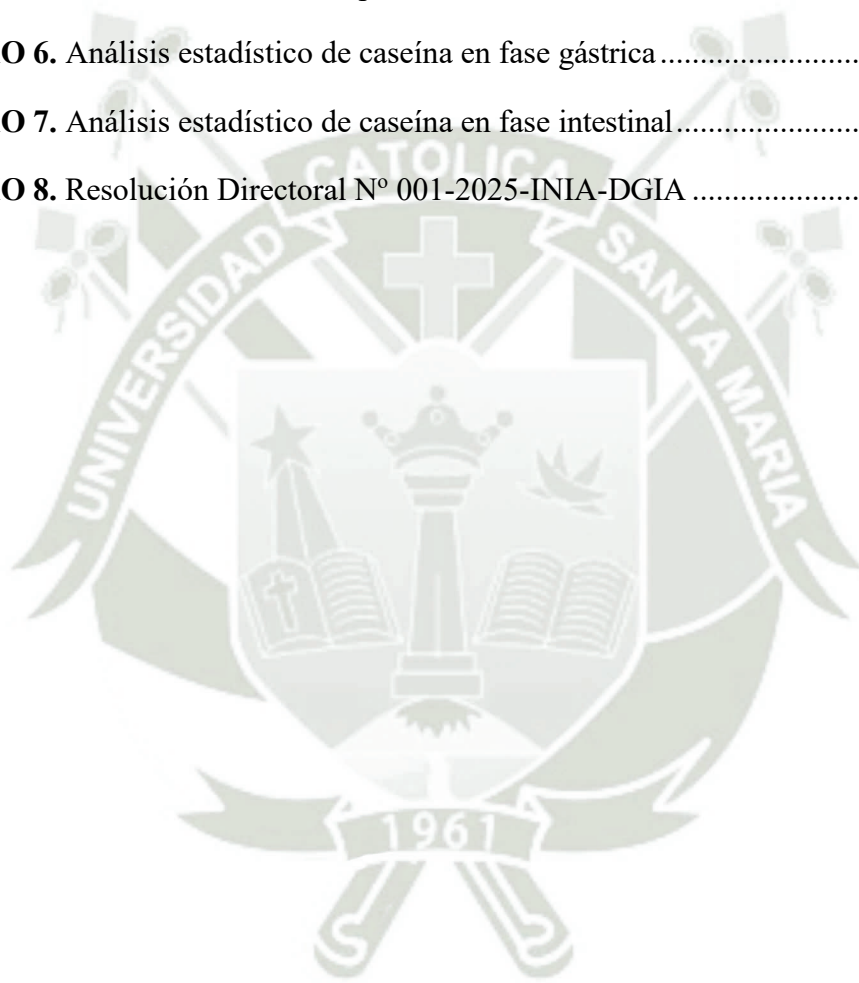 O 6. Análisis estadístico de caseína en fase gástrica ........................
O 7. Análisis estadístico de caseína en fase intestinal ......................
O 8. Resolución Directoral Nº 001-2025-INIA-DGIA ....................
CATOLICA
UNIVERSIDAD SANTA MARIA
1961